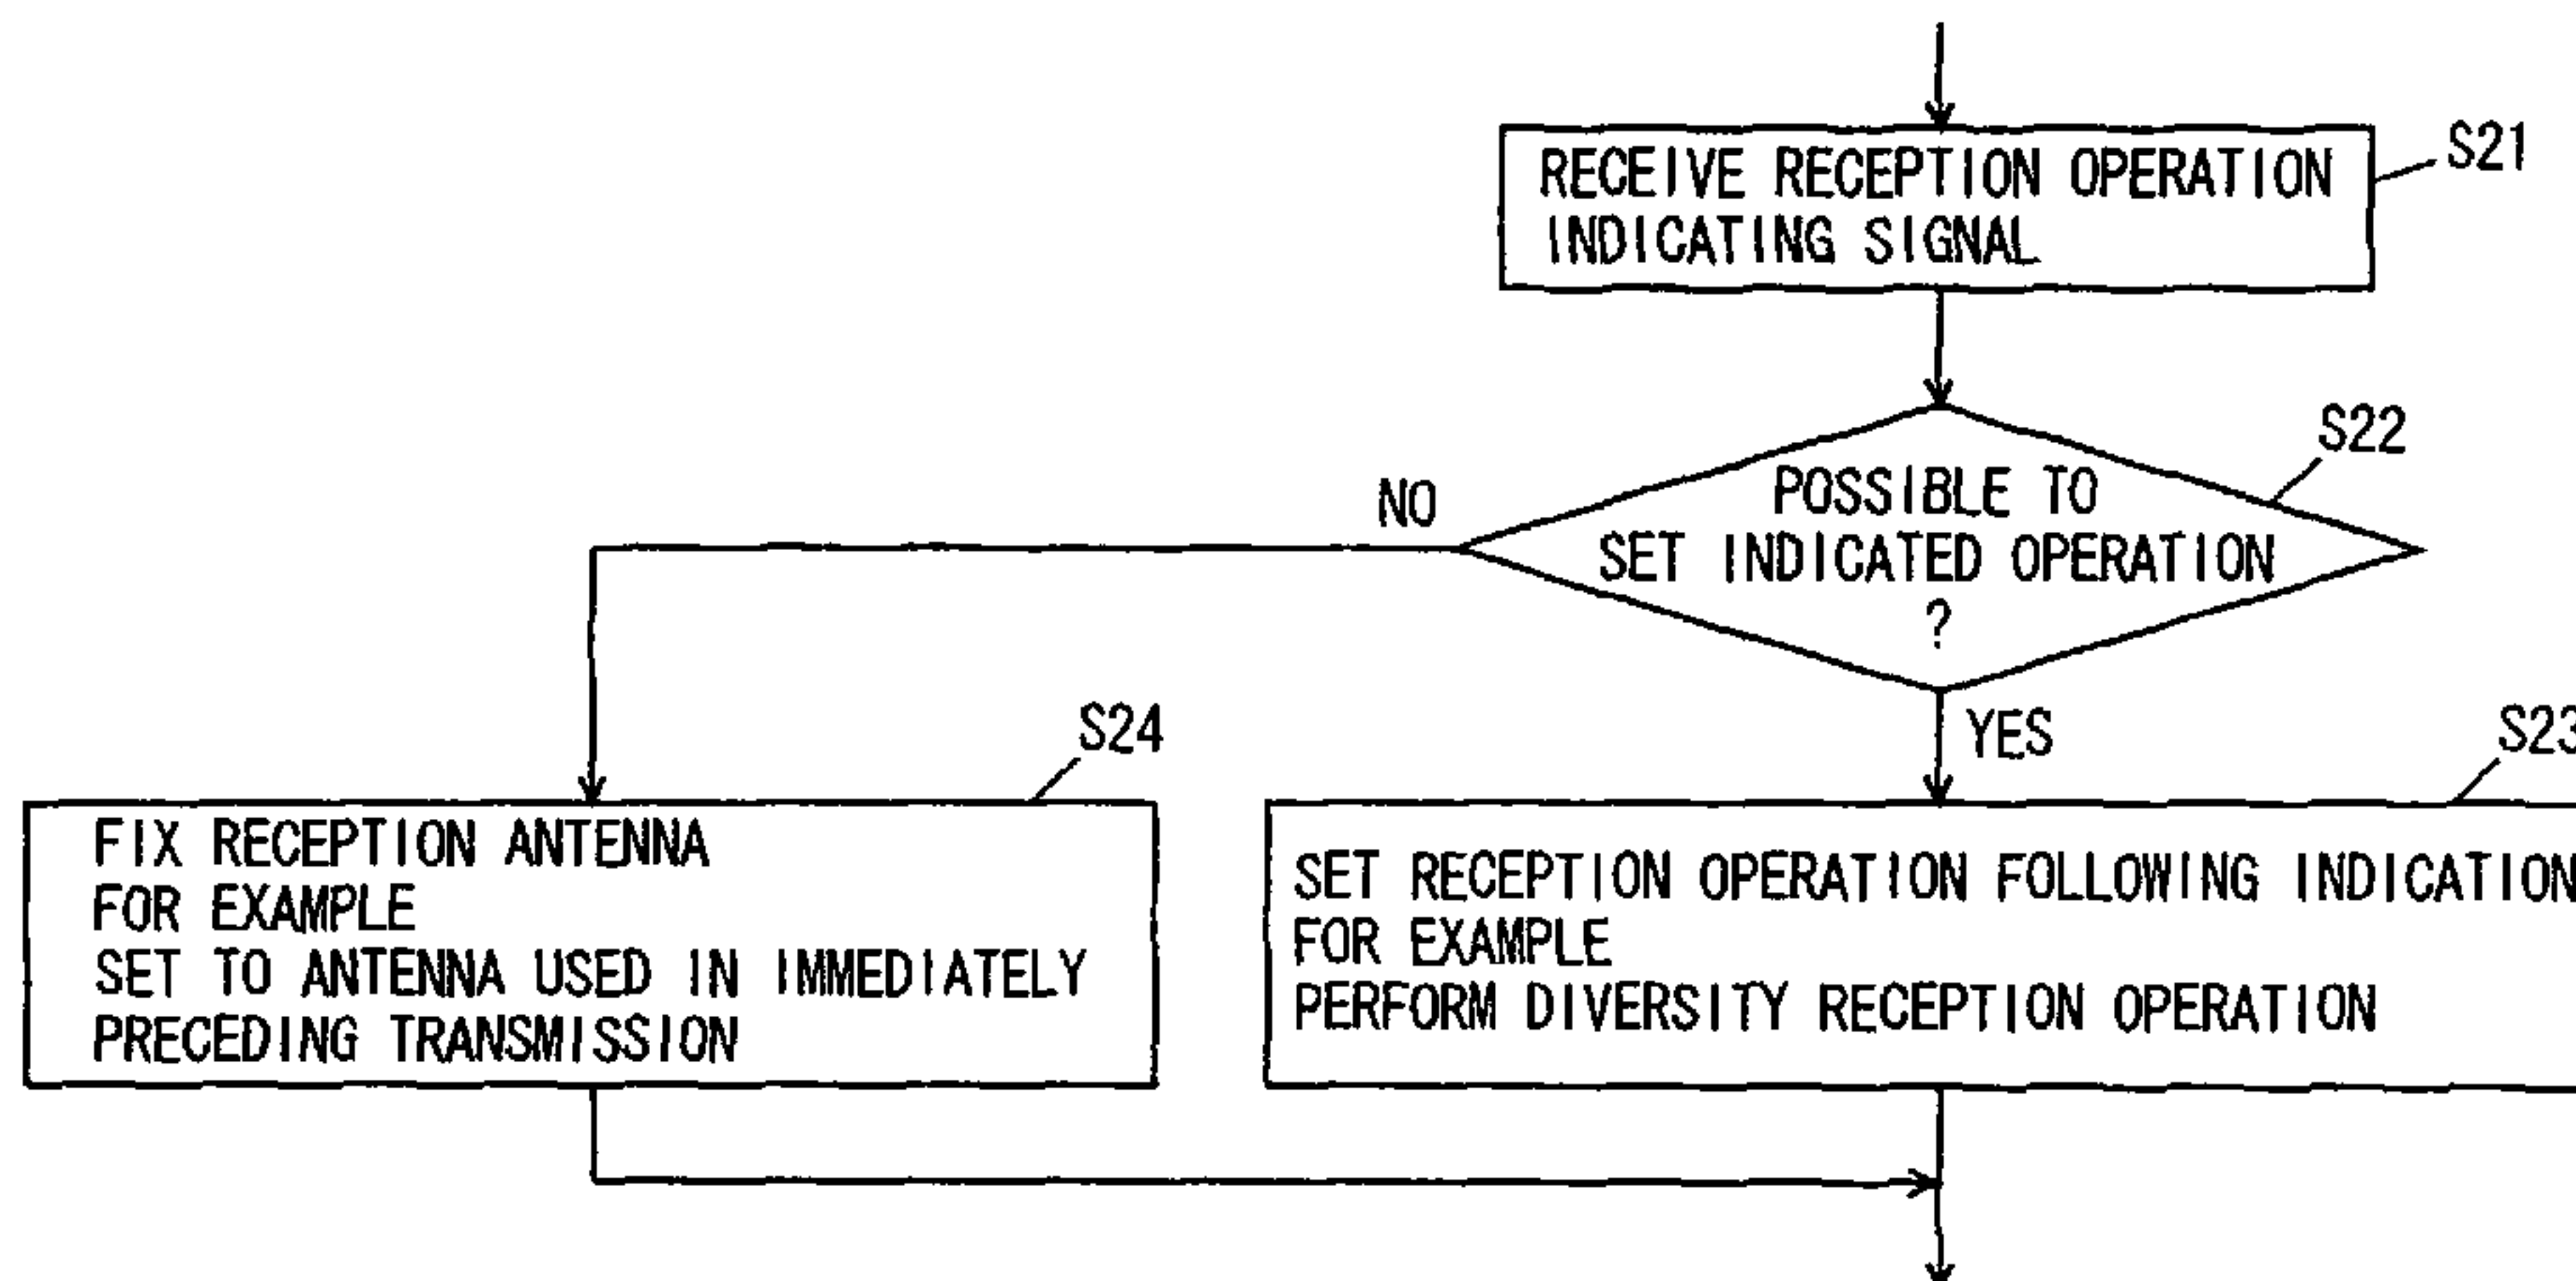 RECEIVE RECEPTION OPERATION
INDICATING SIGNAL
S21
POSSIBLE TO
SET INDICATED OPERATION
?
S22
NO
YES
S24
FIX RECEPTION ANTENNA
FOR EXAMPLE
SET TO ANTENNA USED IN IMMEDIATELY
PRECEDING TRANSMISSION
S23
SET RECEPTION OPERATION FOLLOWING INDICATION
FOR EXAMPLE
PERFORM DIVERSITY RECEPTION OPERATION